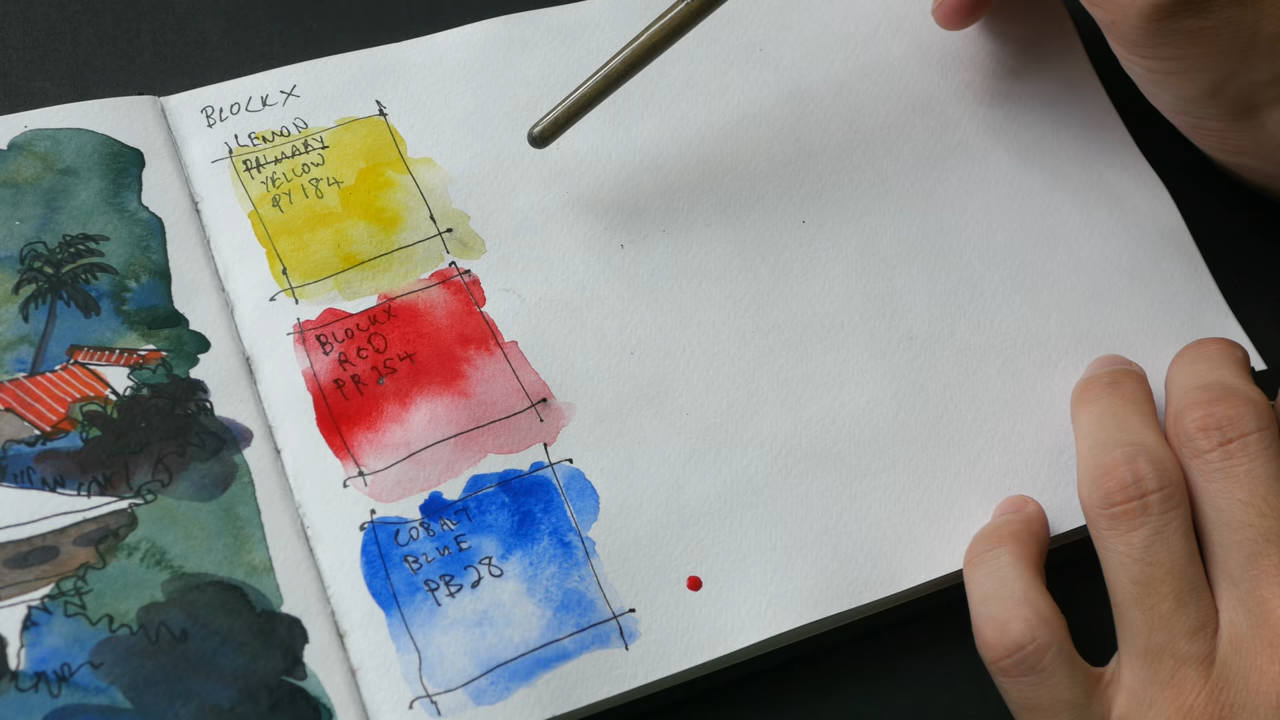 BLOCKX
LEMON
PRIMARY
YELLOW
PY184
BLOCKX
RED
PR254
COBALT
BLUE
PB28